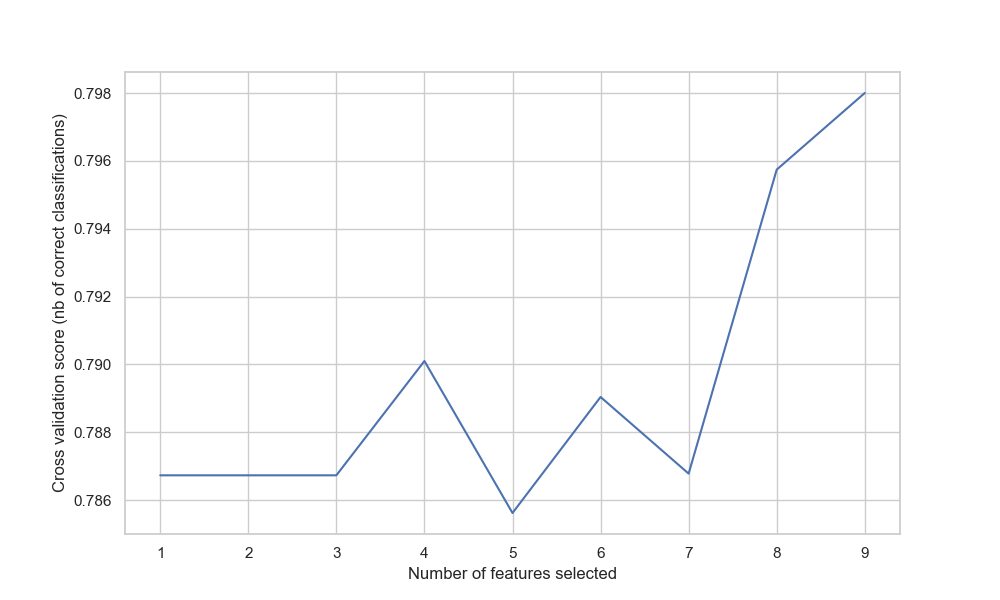 0.798
0.796
0.794
0.792
0.790
0.788
0.786
Cross validation score (nb of correct classifications)
1 2 3 4 5 6 7 8 9
Number of features selected